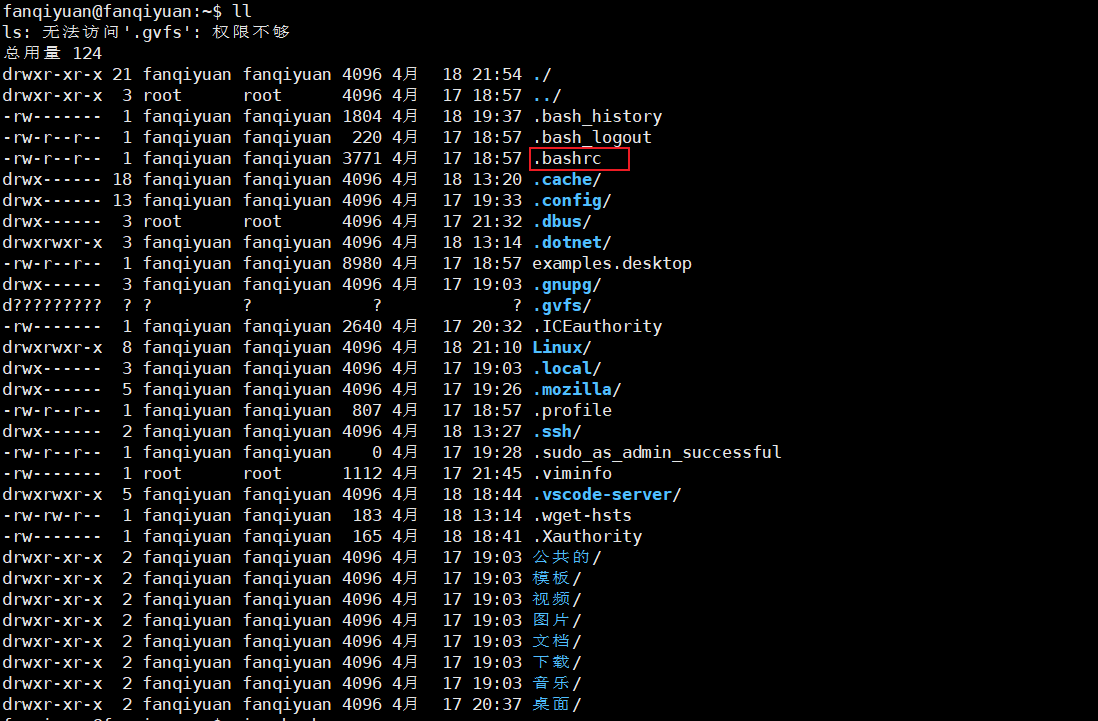 fanqiyuan@fanqiyuan:~$ ll
ls: 无法访问'.gvfs': 权限不够
总用量 124
drwxr-xr-x 21 fanqiyuan fanqiyuan 4096 4月  18 21:54 ./
drwxr-xr-x  3 root      root      4096 4月  17 18:57 ../
-rw-------  1 fanqiyuan fanqiyuan 1804 4月  18 19:37 .bash_history
-rw-r--r--  1 fanqiyuan fanqiyuan  220 4月  17 18:57 .bash_logout
-rw-r--r--  1 fanqiyuan fanqiyuan 3771 4月  17 18:57 .bashrc
drwx------ 18 fanqiyuan fanqiyuan 4096 4月  18 13:20 .cache/
drwx------ 13 fanqiyuan fanqiyuan 4096 4月  17 19:33 .config/
drwx------  3 root      root      4096 4月  17 21:32 .dbus/
drwxrwxr-x  3 fanqiyuan fanqiyuan 4096 4月  18 13:14 .dotnet/
-rw-r--r--  1 fanqiyuan fanqiyuan 8980 4月  17 18:57 examples.desktop
drwx------  3 fanqiyuan fanqiyuan 4096 4月  17 19:03 .gnupg/
d?????????  ? ?         ?            ?             ? .gvfs/
-rw-------  1 fanqiyuan fanqiyuan 2640 4月  17 20:32 .ICEauthority
drwxrwxr-x  8 fanqiyuan fanqiyuan 4096 4月  18 21:10 Linux/
drwx------  3 fanqiyuan fanqiyuan 4096 4月  17 19:03 .local/
drwx------  5 fanqiyuan fanqiyuan 4096 4月  17 19:26 .mozilla/
-rw-r--r--  1 fanqiyuan fanqiyuan  807 4月  17 18:57 .profile
drwx------  2 fanqiyuan fanqiyuan 4096 4月  18 13:27 .ssh/
-rw-r--r--  1 fanqiyuan fanqiyuan    0 4月  17 19:28 .sudo_as_admin_successful
-rw-------  1 root      root      1112 4月  17 21:45 .viminfo
drwxrwxr-x  5 fanqiyuan fanqiyuan 4096 4月  18 18:44 .vscode-server/
-rw-rw-r--  1 fanqiyuan fanqiyuan  183 4月  18 13:14 .wget-hsts
-rw-------  1 fanqiyuan fanqiyuan  165 4月  18 18:41 .Xauthority
drwxr-xr-x  2 fanqiyuan fanqiyuan 4096 4月  17 19:03 公共的/
drwxr-xr-x  2 fanqiyuan fanqiyuan 4096 4月  17 19:03 模板/
drwxr-xr-x  2 fanqiyuan fanqiyuan 4096 4月  17 19:03 视频/
drwxr-xr-x  2 fanqiyuan fanqiyuan 4096 4月  17 19:03 图片/
drwxr-xr-x  2 fanqiyuan fanqiyuan 4096 4月  17 19:03 文档/
drwxr-xr-x  2 fanqiyuan fanqiyuan 4096 4月  17 19:03 下载/
drwxr-xr-x  2 fanqiyuan fanqiyuan 4096 4月  17 19:03 音乐/
drwxr-xr-x  2 fanqiyuan fanqiyuan 4096 4月  17 20:37 桌面/